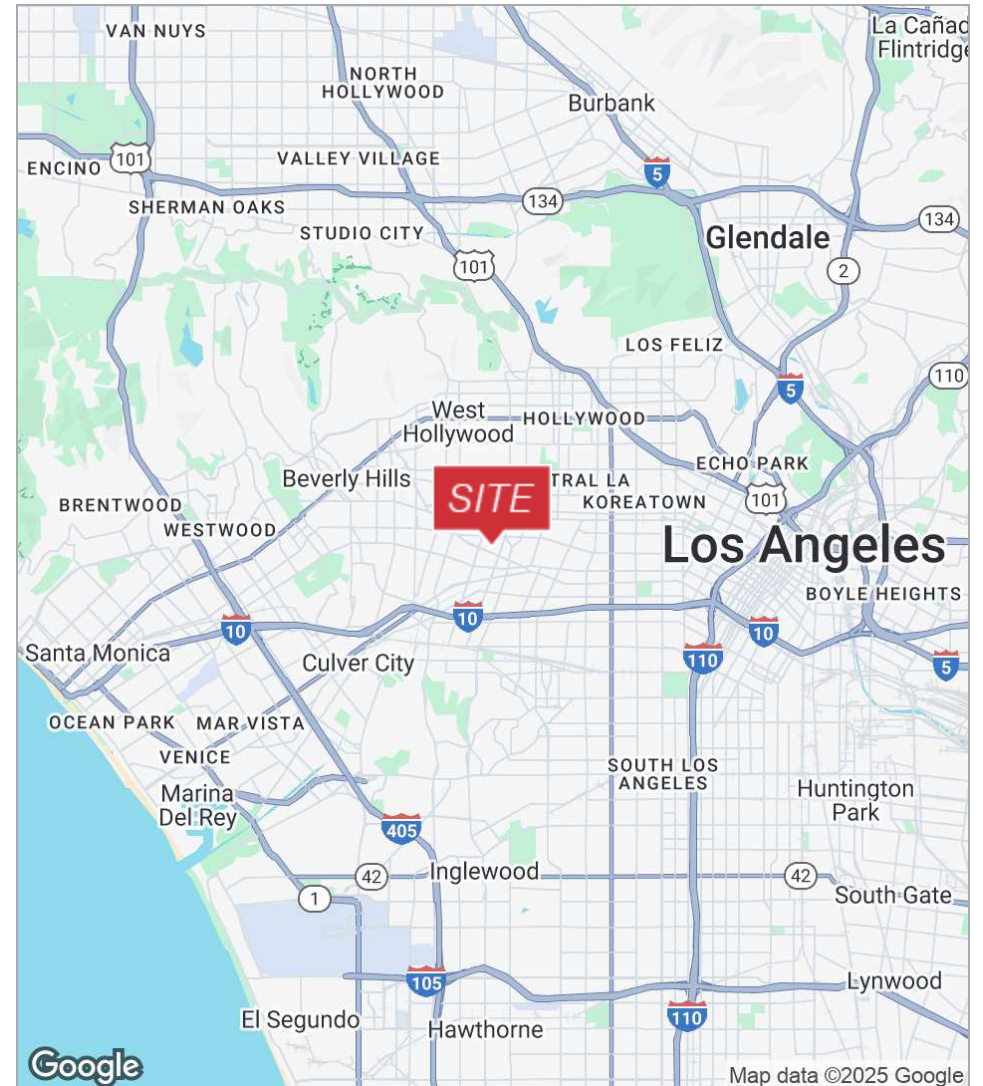 VAN NUYS
La Cañad
Flintridge
NORTH
HOLLYWOOD
Burbank
ENCINO
101
VALLEY VILLAGE
5
SHERMAN OAKS
134
134
STUDIO CITY
Glendale
101
2
LOS FELIZ
110
5
West
Hollywood
HOLLYWOOD
ECHO PARK
Beverly Hills
SITE
TRAL LA
KOREATOWN
101
BRENTWOOD
WESTWOOD
Los Angeles
BOYLE HEIGHTS
10
10
10
Santa Monica
Culver City
110
5
OCEAN PARK
MAR VISTA
VENICE
SOUTH LOS
ANGELES
Marina
Del Rey
Huntington
Park
405
42
Inglewood
42
1
South Gate
105
Lynwood
El Segundo
Hawthorne
110
Google
Map data ©2025 Google